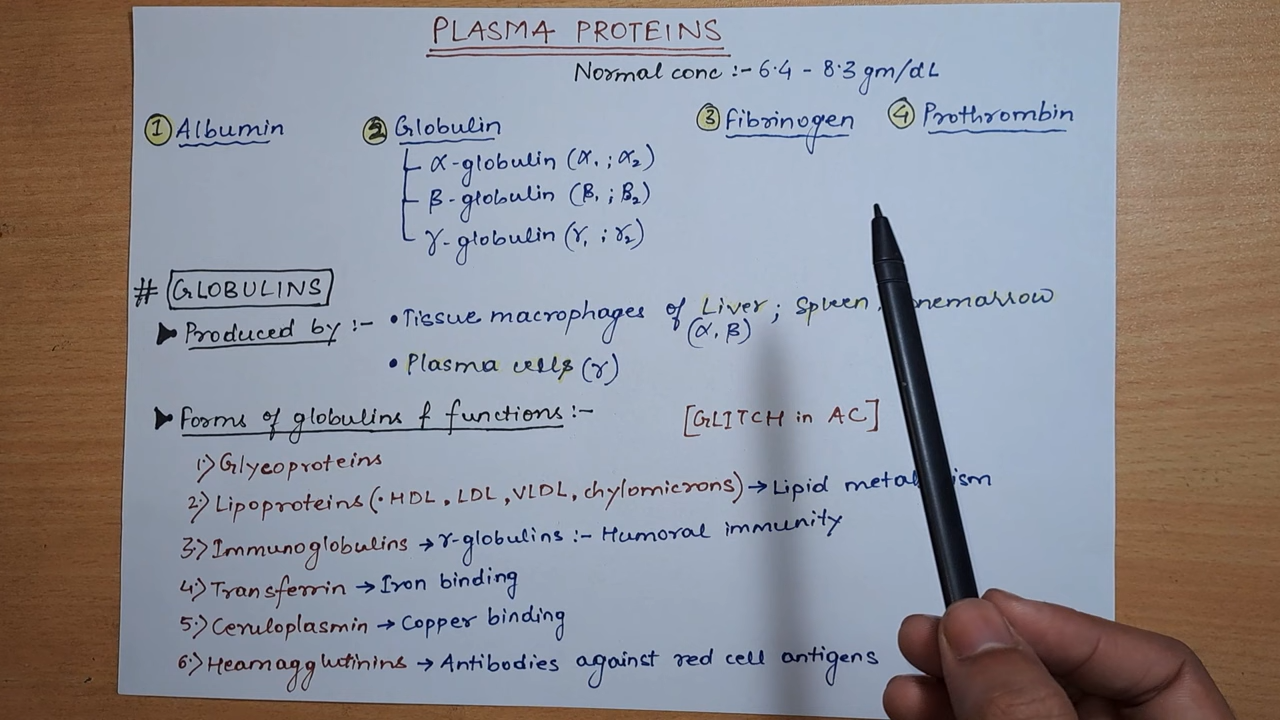 PLASMA PROTEINS
Normal conc :- 6.4 - 8.3 gm/dL
1 Albumin
2 Globulin
α-globulin (α₁ ; α₂)
β-globulin (β₁ ; β₂)
γ-globulin (γ₁ ; γ₂)
3 Fibrinogen
4 Prothrombin
# GLOBULINS
➤ Produced by :- • Tissue macrophages of Liver ; Spleen
(α, β)
• Plasma cells (γ)
➤ Forms of globulins & functions :-
[GLITCH in AC]
1.) Glycoproteins
2.) Lipoproteins (• HDL, LDL, VLDL, chylomicrons) → Lipid
3.) Immunoglobulins → γ-globulins :- Humoral immunity
4.) Transferrin → Iron binding
5.) Ceruloplasmin → Copper binding
6.) Heamagglutinins → Antibodies against red cell antigens